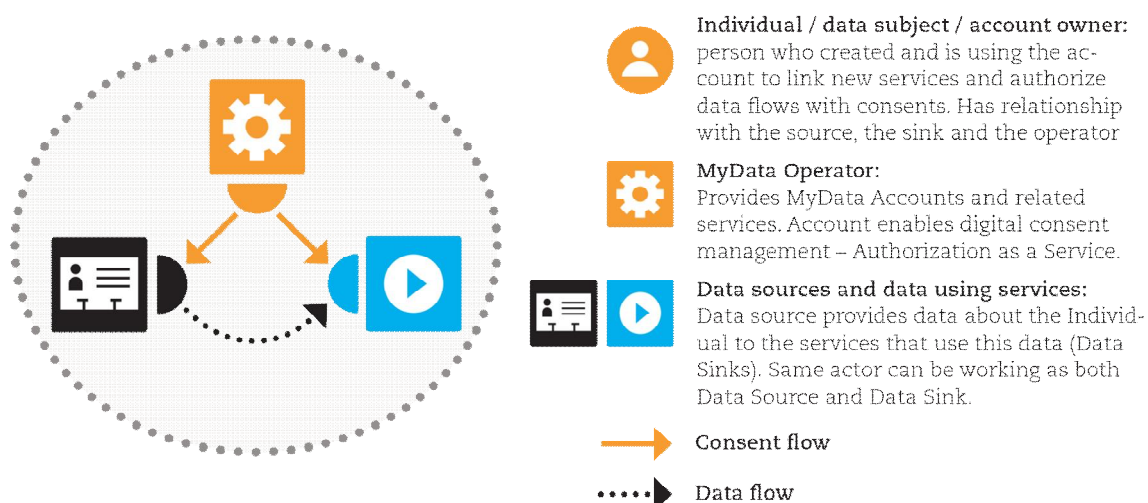 Individual / data subject / account owner:
person who created and is using the ac-
count to link new services and authorize
data flows with consents. Has relationship
with the source, the sink and the operator
MyData Operator:
Provides MyData Accounts and related
services. Account enables digital consent
management – Authorization as a Service.
Data sources and data using services:
Data source provides data about the Individ-
ual to the services that use this data (Data
Sinks). Same actor can be working as both
Data Source and Data Sink.
Consent flow
Data flow